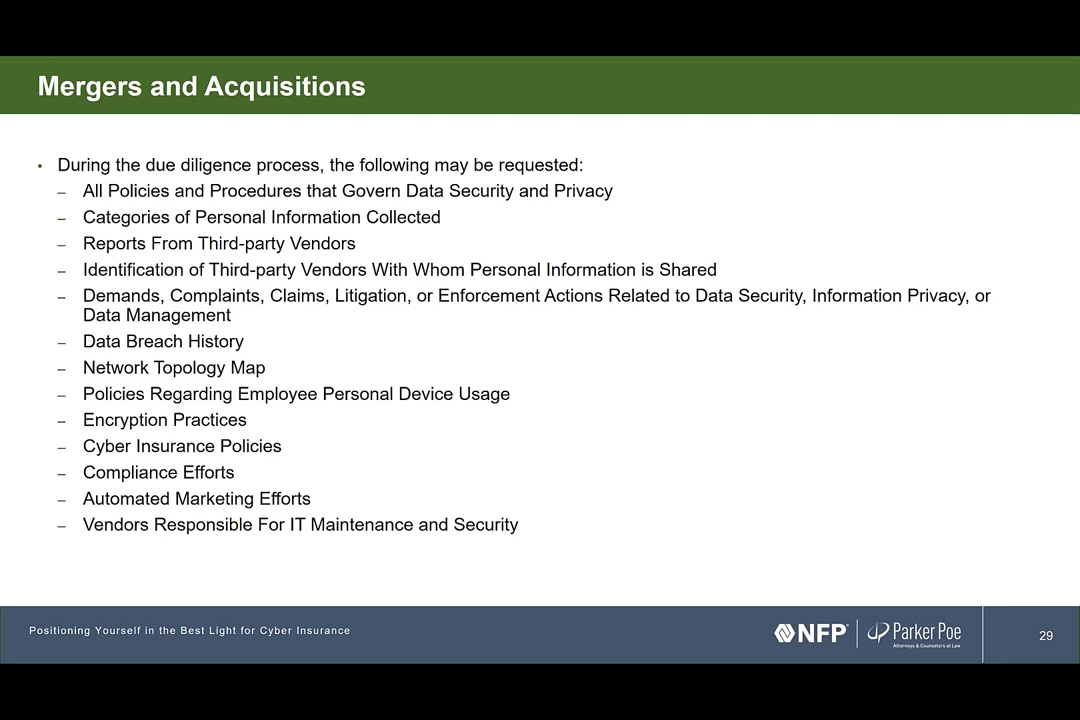 Mergers and Acquisitions
• During the due diligence process, the following may be requested:
– All Policies and Procedures that Govern Data Security and Privacy
– Categories of Personal Information Collected
– Reports From Third-party Vendors
– Identification of Third-party Vendors With Whom Personal Information is Shared
– Demands, Complaints, Claims, Litigation, or Enforcement Actions Related to Data Security, Information Privacy, or
Data Management
– Data Breach History
– Network Topology Map
– Policies Regarding Employee Personal Device Usage
– Encryption Practices
– Cyber Insurance Policies
– Compliance Efforts
– Automated Marketing Efforts
– Vendors Responsible For IT Maintenance and Security
Positioning Yourself in the Best Light for Cyber Insurance
NFP
Parker Poe
Attorneys & Counselors at Law
29